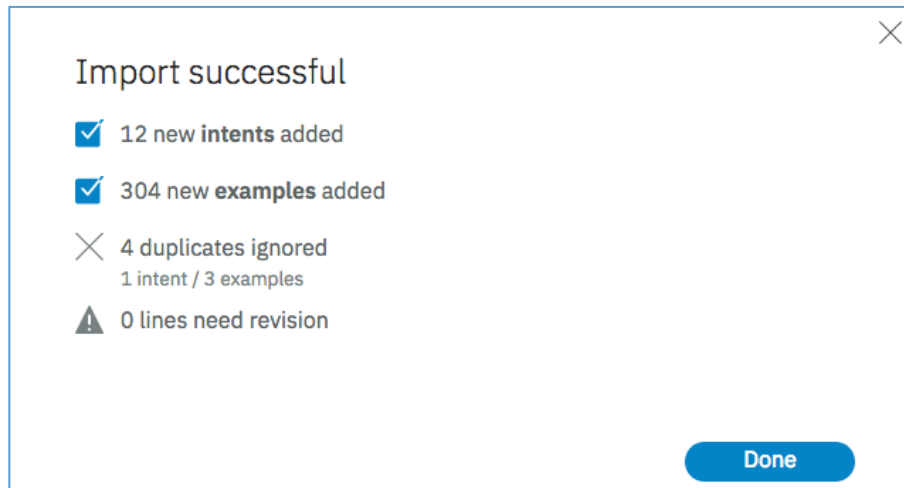 Import successful
12 new intents added
304 new examples added
4 duplicates ignored
1 intent / 3 examples
0 lines need revision
Done